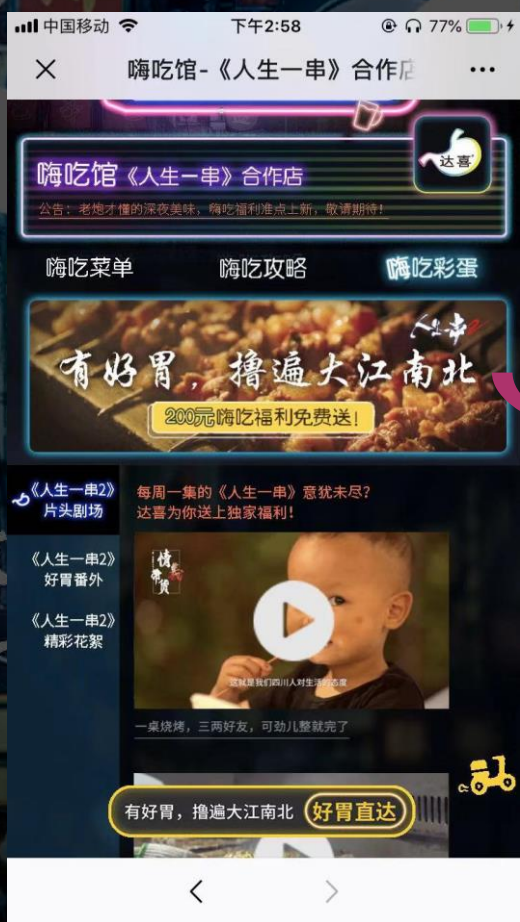 中国移动 下午2:58 77%
嗨吃馆-《人生一串》合作店
嗨吃馆《人生一串》合作店
达喜
公告：老炮才懂的深夜美味，嗨吃福利准点上新，敬请期待！
嗨吃菜单 嗨吃攻略 嗨吃彩蛋
人生一串2
有好胃，撸遍大江南北
200元嗨吃福利免费送！
《人生一串2》
片头剧场
每周一集的《人生一串》意犹未尽？
达喜为你送上独家福利！
《人生一串2》
好胃番外
《人生一串2》
精彩花絮
这就是我们四川人对生活的态度
一桌烧烤，三两好友，可劲儿整就完了
有好胃，撸遍大江南北 好胃直达